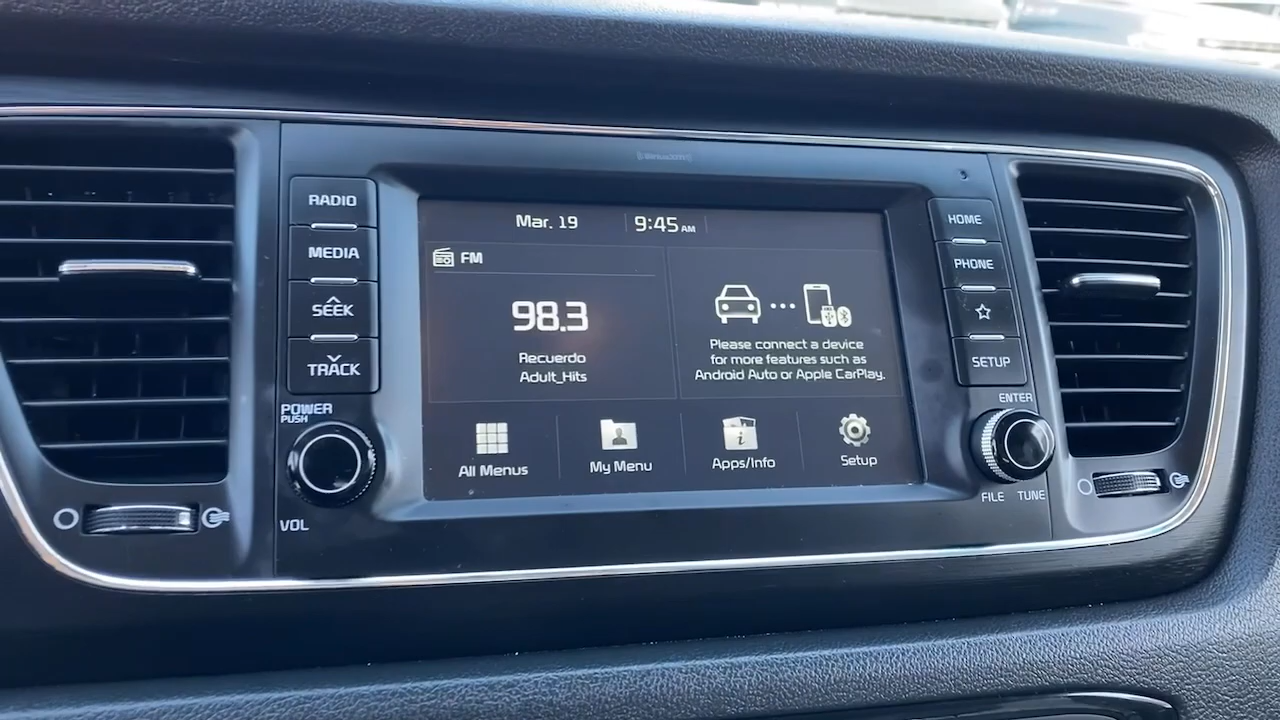 ((SiriusXM))
RADIO
MEDIA
SEEK
TRACK
POWER
PUSH
VOL
Mar. 19
9:45 AM
FM
98.3
Recuerdo
Adult_Hits
Please connect a device
for more features such as
Android Auto or Apple CarPlay.
All Menus
My Menu
Apps/Info
Setup
HOME
PHONE
SETUP
ENTER
FILE TUNE